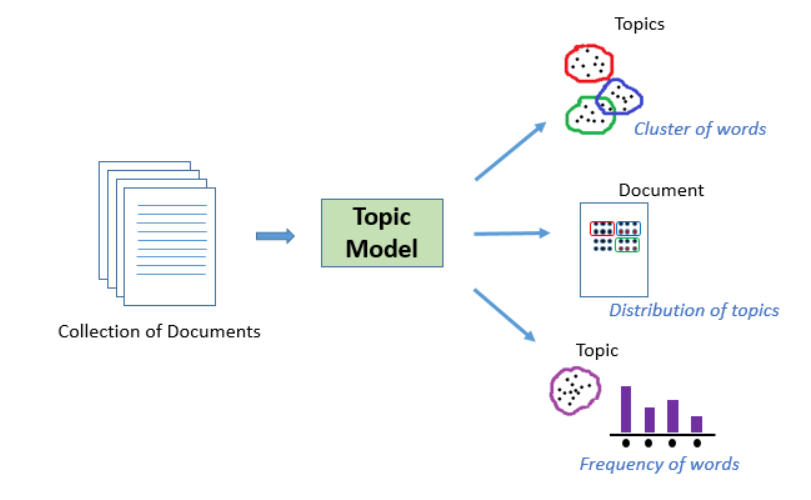 Topics
Cluster of words
Topic
Model
Document
Distribution of topics
Collection of Documents
Topic
Frequency of words